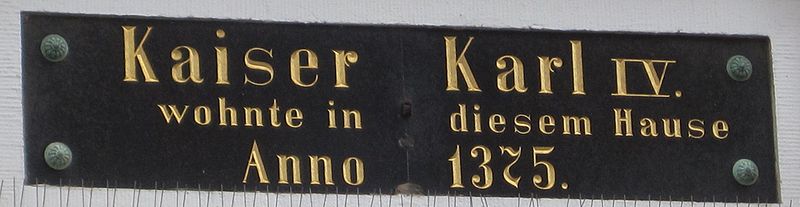 Kaiser Karl IV.
wohnte in diesem Hause
Anno 1375.